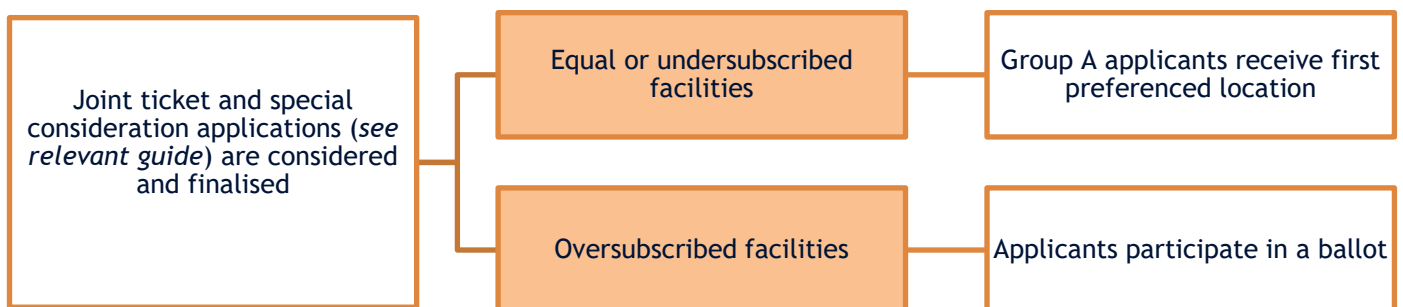 Joint ticket and special
consideration applications (see
relevant guide) are considered
and finalised
Equal or undersubscribed
facilities
Group A applicants receive first
preferenced location
Oversubscribed facilities
Applicants participate in a ballot